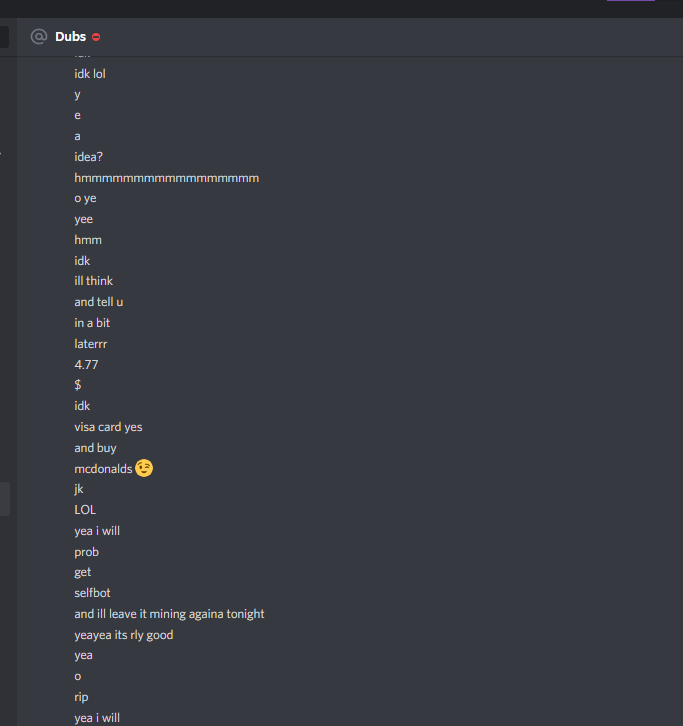 Dubs
idk lol
y
e
a
idea?
hmmmmmmmmmmmmmmmmm
o ye
yee
hmm
idk
ill think
and tell u
in a bit
laterrr
4.77
$
idk
visa card yes
and buy
mcdonalds 😉
jk
LOL
yea i will
prob
get
selfbot
and ill leave it mining againa tonight
yeayea its rly good
yea
o
rip
yea i will